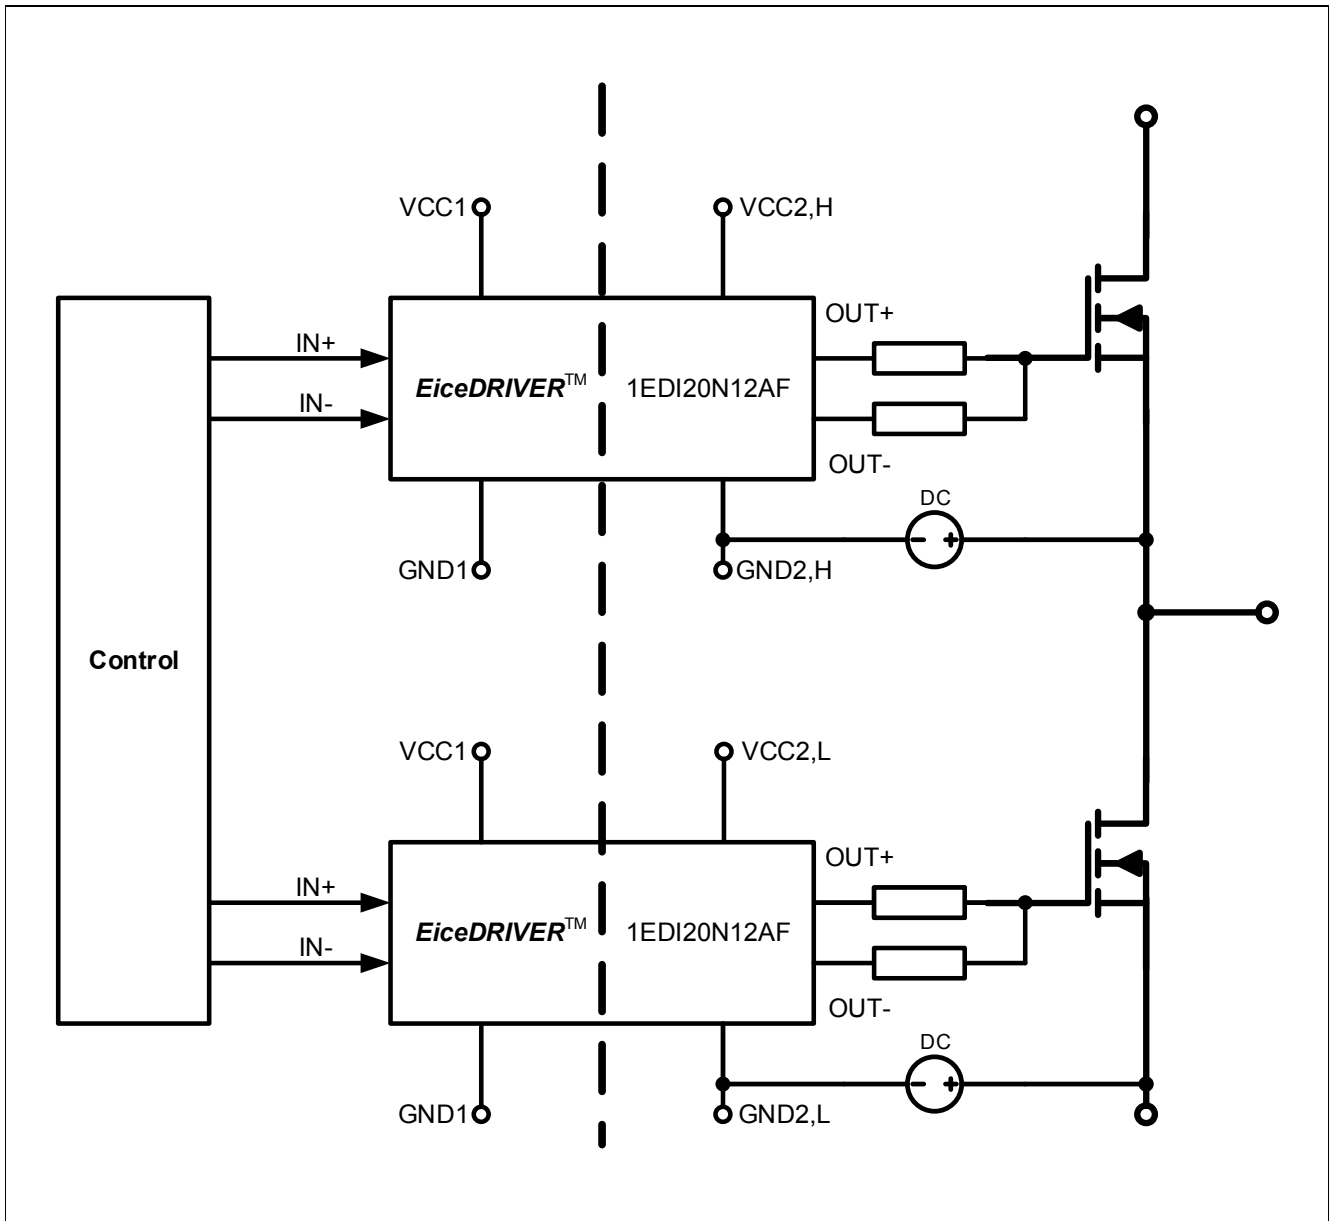 VCC1
VCC2,H
OUT+
IN+
EiceDRIVER™ 1EDI20N12AF
IN-
OUT-
DC
- +
GND1
GND2,H
Control
VCC1
VCC2,L
OUT+
IN+
EiceDRIVER™ 1EDI20N12AF
IN-
OUT-
DC
- +
GND1
GND2,L